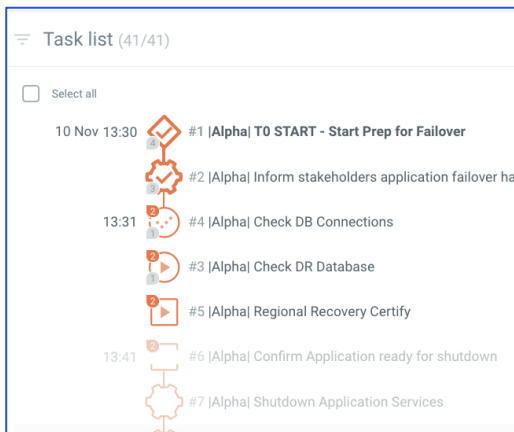 Task list (41/41)
Select all
10 Nov 13:30 4 #1 |Alpha| T0 START - Start Prep for Failover
3 #2 |Alpha| Inform stakeholders application failover ha
13:31 2 1 #4 |Alpha| Check DB Connections
2 1 #3 |Alpha| Check DR Database
2 #5 |Alpha| Regional Recovery Certify
13:41 2 #6 |Alpha| Confirm Application ready for shutdown
#7 |Alpha| Shutdown Application Services